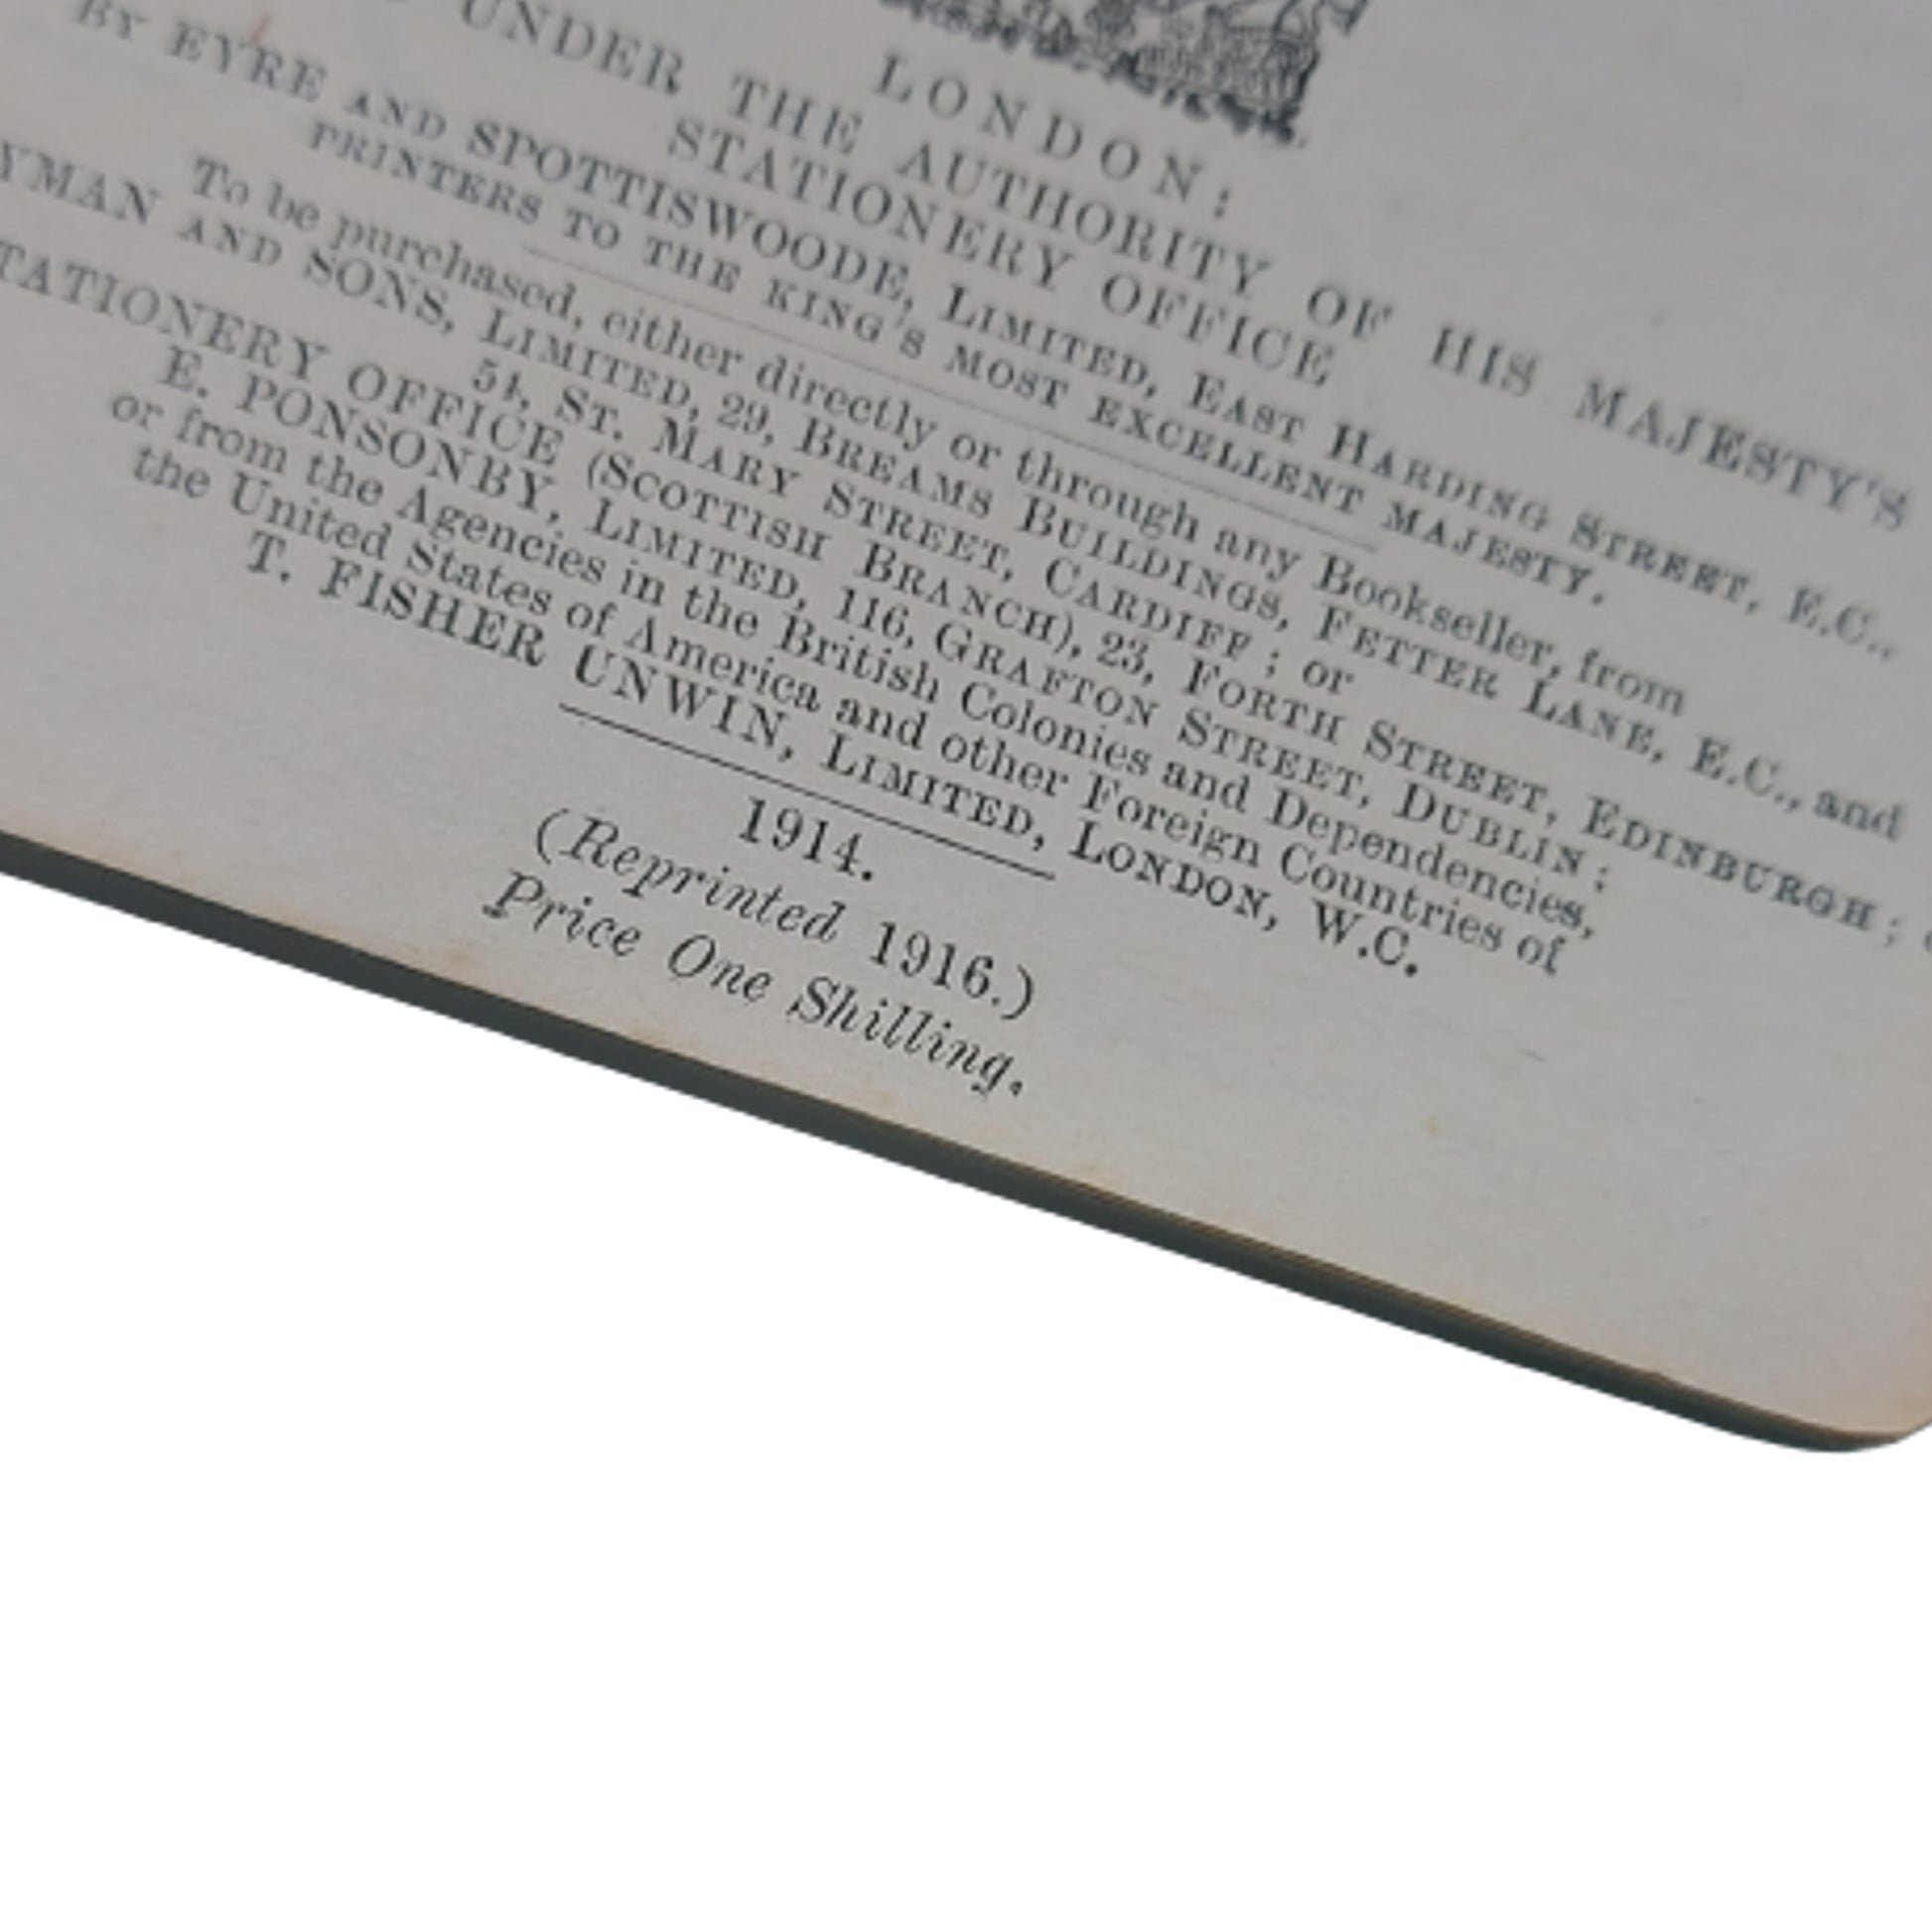 LONDON:
UNDER THE AUTHORITY OF HIS MAJESTY'S
STATIONERY OFFICE
By EYRE AND SPOTTISWOODE, LIMITED, EAST HARDING STREET, E.C.,
PRINTERS TO THE KING'S MOST EXCELLENT MAJESTY.
To be purchased, either directly or through any Bookseller, from
YMAN AND SONS, LIMITED, 29, BREAMS BUILDINGS, FETTER LANE, E.C., and
54, ST. MARY STREET, CARDIFF; or
TATIONERY OFFICE (SCOTTISH BRANCH), 23, FORTH STREET, EDINBURGH;
E. PONSONBY, LIMITED, 116, GRAFTON STREET, DUBLIN;
or from the Agencies in the British Colonies and Dependencies,
the United States of America and other Foreign Countries of
T. FISHER UNWIN, LIMITED, LONDON, W.C.
1914.
(Reprinted 1916.)
Price One Shilling.